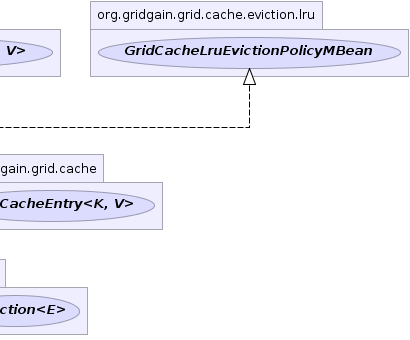 org.gridgain.grid.cache.eviction.lru
V>
GridCacheLruEvictionPolicyMBean
gain.grid.cache
CacheEntry<K, V>
ction<E>